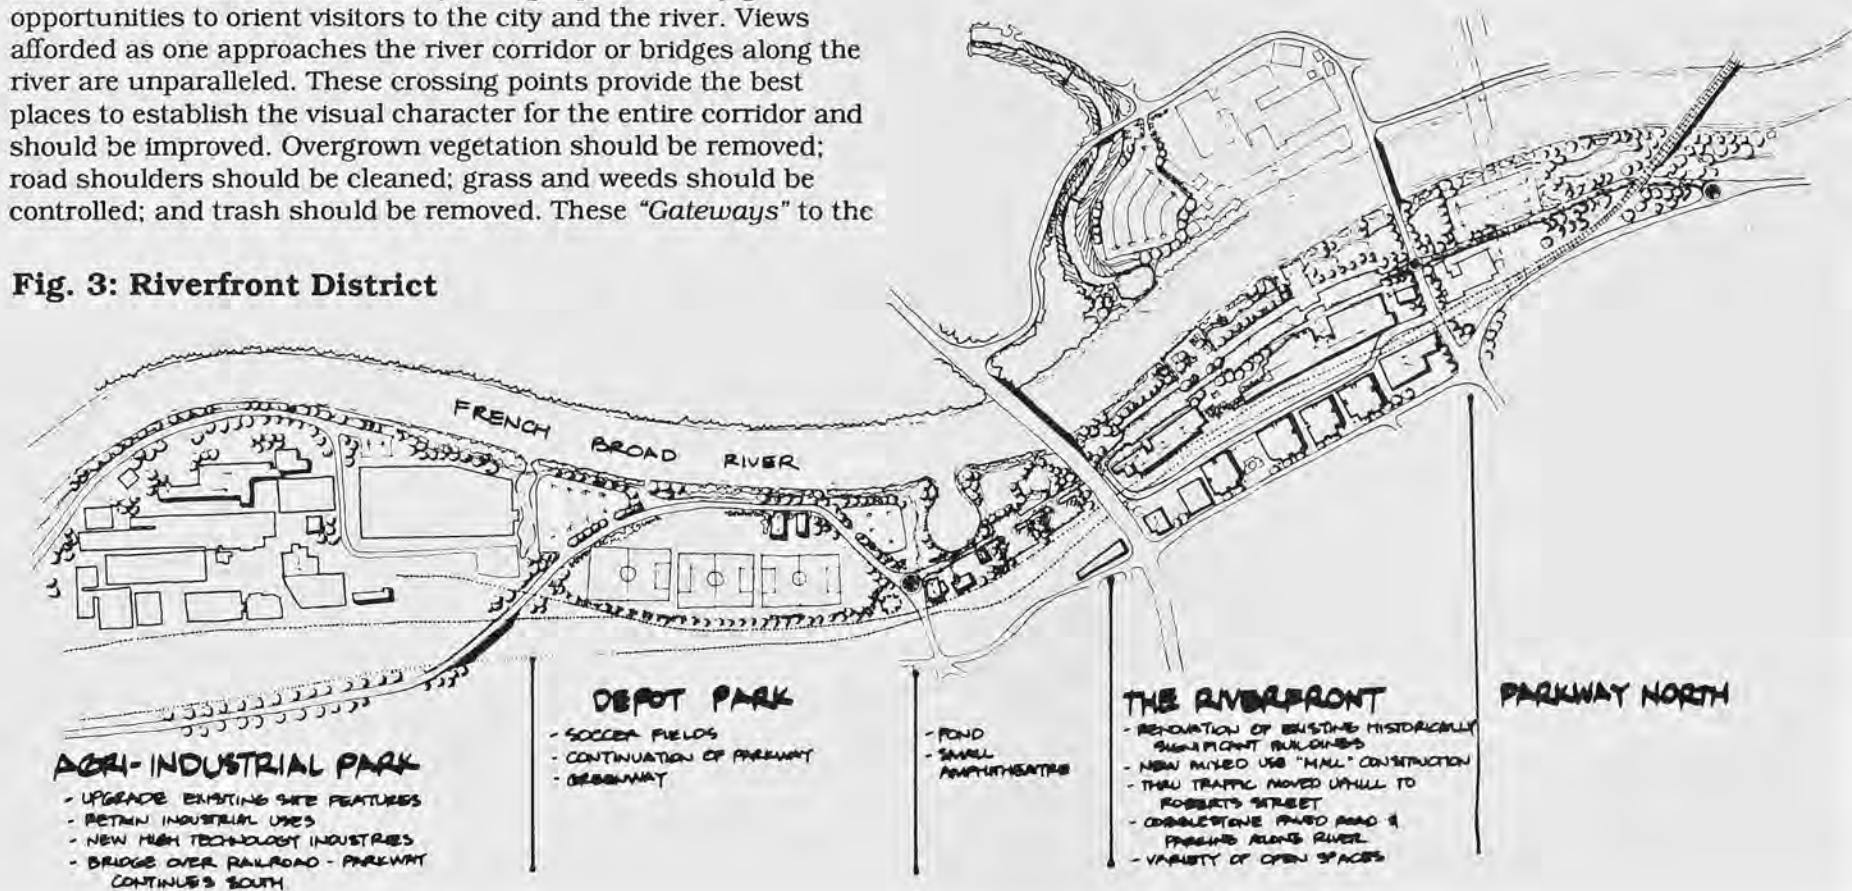 opportunities to orient visitors to the city and the river. Views
afforded as one approaches the river corridor or bridges along the
river are unparalleled. These crossing points provide the best
places to establish the visual character for the entire corridor and
should be improved. Overgrown vegetation should be removed;
road shoulders should be cleaned; grass and weeds should be
controlled; and trash should be removed. These "Gateways" to the
Fig. 3: Riverfront District
FRENCH BROAD RIVER
AGRI-INDUSTRIAL PARK
- UPGRADE EXISTING SITE FEATURES
- RETAIN INDUSTRIAL USES
- NEW HIGH TECHNOLOGY INDUSTRIES
- BRIDGE OVER RAILROAD - PARKWAY
CONTINUES SOUTH
DEPOT PARK
- SOCCER FIELDS
- CONTINUATION OF PARKWAY
- GREENWAY
- POND
- SMALL
AMPHITHEATRE
THE RIVERFRONT
- RENOVATION OF EXISTING HISTORICALLY
SIGNIFICANT BUILDINGS
- NEW MIXED USE "MALL" CONSTRUCTION
- THRU TRAFFIC MOVED UPHILL TO
ROBERTS STREET
- COBBLESTONE PAVED ROAD &
PARKING ALONG RIVER
- VARIETY OF OPEN SPACES
PARKWAY NORTH